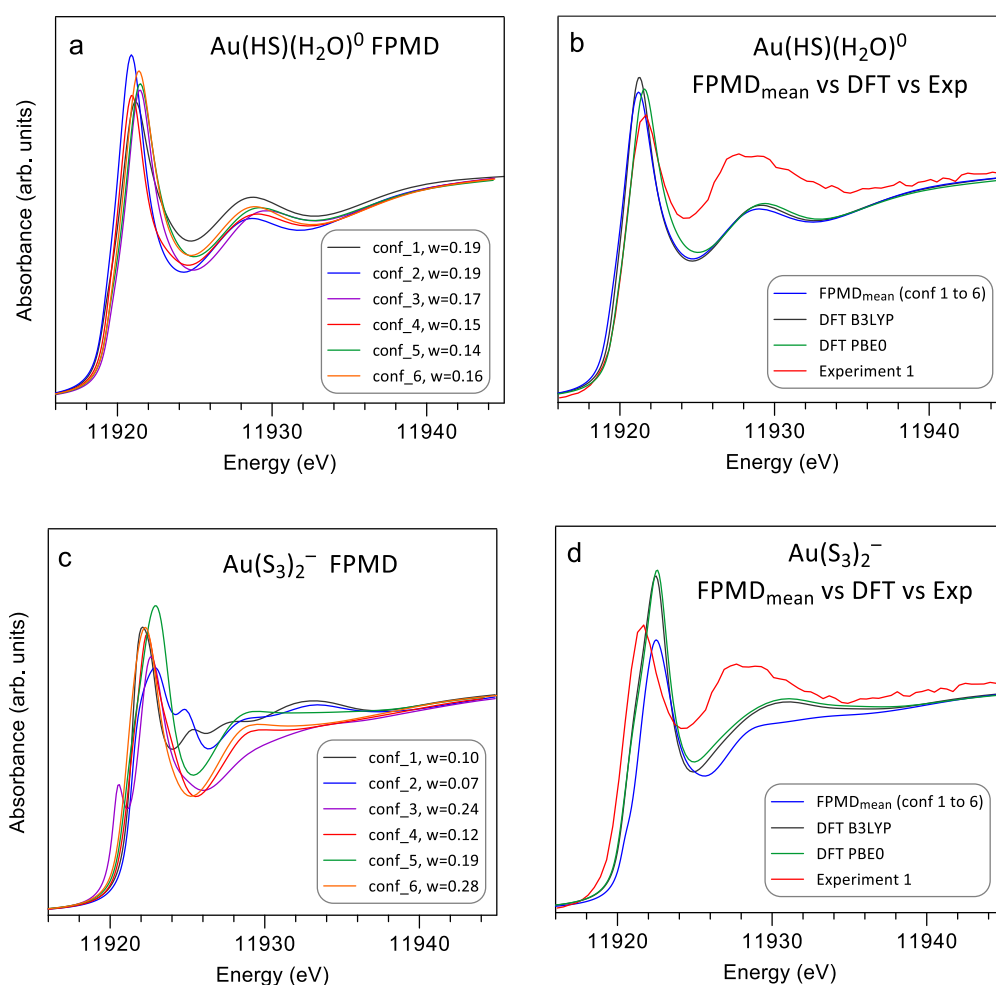 a
Au(HS)(H₂O)⁰ FPMD
Absorbance (arb. units)
conf_1, w=0.19
conf_2, w=0.19
conf_3, w=0.17
conf_4, w=0.15
conf_5, w=0.14
conf_6, w=0.16
11920 11930 11940
Energy (eV)
b
Au(HS)(H₂O)⁰
FPMDmean vs DFT vs Exp
FPMDmean (conf 1 to 6)
DFT B3LYP
DFT PBE0
Experiment 1
11920 11930 11940
Energy (eV)
c
Au(S₃)₂⁻ FPMD
Absorbance (arb. units)
conf_1, w=0.10
conf_2, w=0.07
conf_3, w=0.24
conf_4, w=0.12
conf_5, w=0.19
conf_6, w=0.28
11920 11930 11940
Energy (eV)
d
Au(S₃)₂⁻
FPMDmean vs DFT vs Exp
FPMDmean (conf 1 to 6)
DFT B3LYP
DFT PBE0
Experiment 1
11920 11930 11940
Energy (eV)